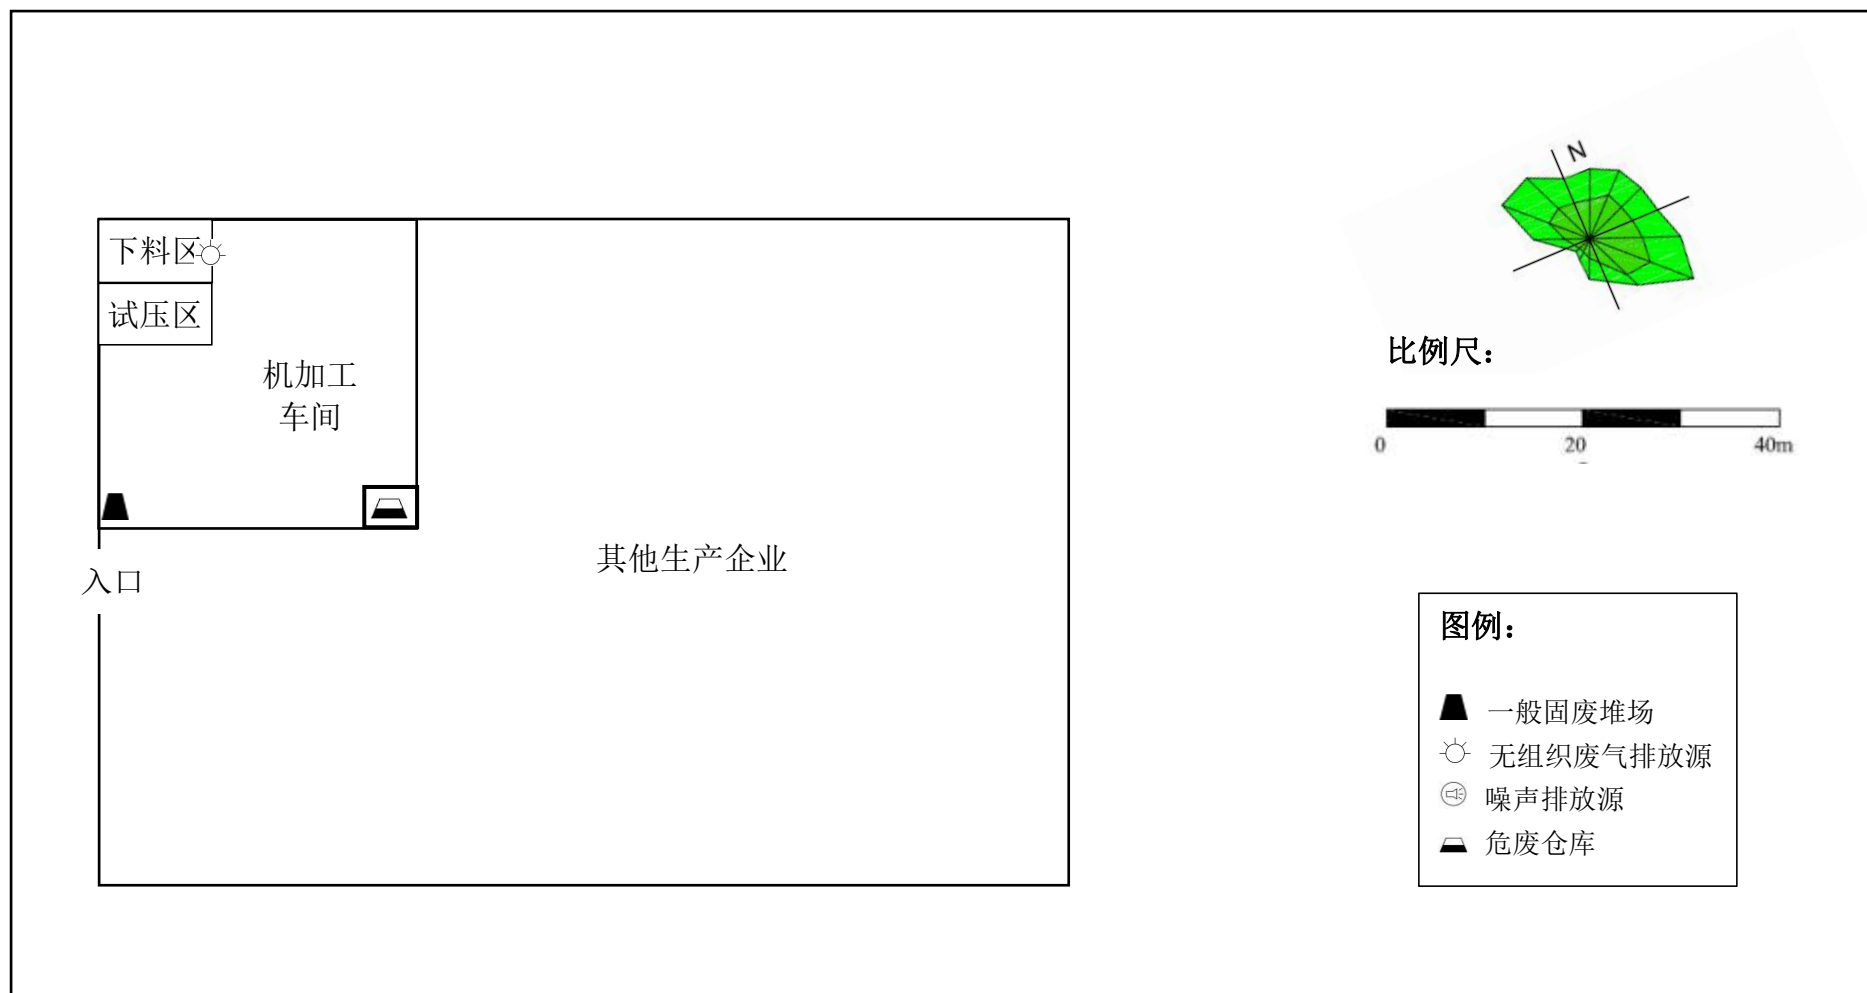 N
下料区
试压区
机加工
车间
入口
其他生产企业
比例尺：
0
20
40m
图例：
一般固废堆场
无组织废气排放源
噪声排放源
危废仓库